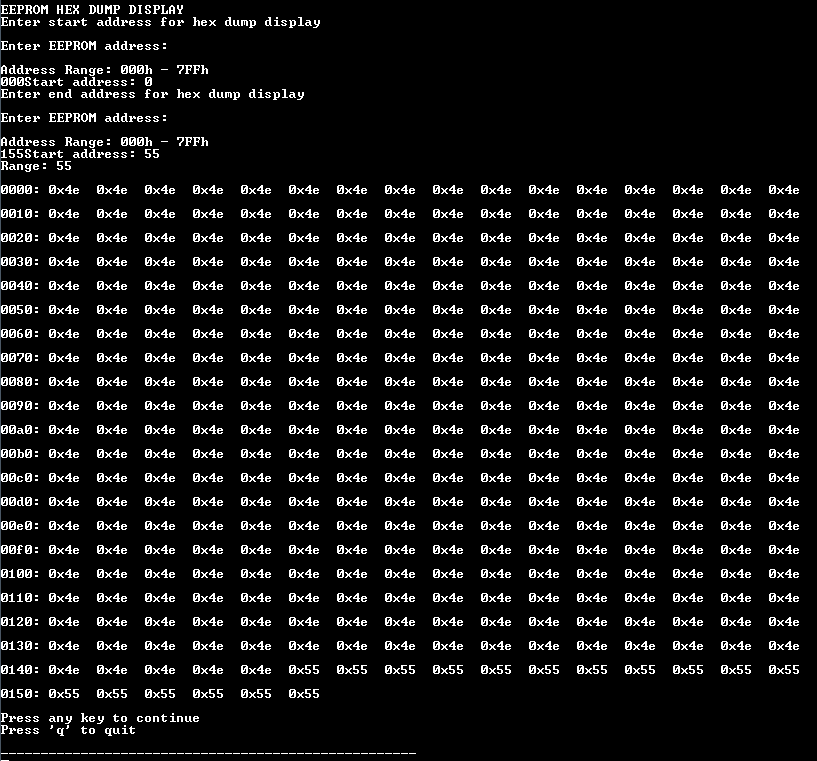 EEPROM HEX DUMP DISPLAY
Enter start address for hex dump display
Enter EEPROM address:
Address Range: 000h - 7FFh
000Start address: 0
Enter end address for hex dump display
Enter EEPROM address:
Address Range: 000h - 7FFh
155Start address: 55
Range: 55
0000: 0x4e 0x4e 0x4e 0x4e 0x4e 0x4e 0x4e 0x4e 0x4e 0x4e 0x4e 0x4e 0x4e 0x4e 0x4e 0x4e
0010: 0x4e 0x4e 0x4e 0x4e 0x4e 0x4e 0x4e 0x4e 0x4e 0x4e 0x4e 0x4e 0x4e 0x4e 0x4e 0x4e
0020: 0x4e 0x4e 0x4e 0x4e 0x4e 0x4e 0x4e 0x4e 0x4e 0x4e 0x4e 0x4e 0x4e 0x4e 0x4e 0x4e
0030: 0x4e 0x4e 0x4e 0x4e 0x4e 0x4e 0x4e 0x4e 0x4e 0x4e 0x4e 0x4e 0x4e 0x4e 0x4e 0x4e
0040: 0x4e 0x4e 0x4e 0x4e 0x4e 0x4e 0x4e 0x4e 0x4e 0x4e 0x4e 0x4e 0x4e 0x4e 0x4e 0x4e
0050: 0x4e 0x4e 0x4e 0x4e 0x4e 0x4e 0x4e 0x4e 0x4e 0x4e 0x4e 0x4e 0x4e 0x4e 0x4e 0x4e
0060: 0x4e 0x4e 0x4e 0x4e 0x4e 0x4e 0x4e 0x4e 0x4e 0x4e 0x4e 0x4e 0x4e 0x4e 0x4e 0x4e
0070: 0x4e 0x4e 0x4e 0x4e 0x4e 0x4e 0x4e 0x4e 0x4e 0x4e 0x4e 0x4e 0x4e 0x4e 0x4e 0x4e
0080: 0x4e 0x4e 0x4e 0x4e 0x4e 0x4e 0x4e 0x4e 0x4e 0x4e 0x4e 0x4e 0x4e 0x4e 0x4e 0x4e
0090: 0x4e 0x4e 0x4e 0x4e 0x4e 0x4e 0x4e 0x4e 0x4e 0x4e 0x4e 0x4e 0x4e 0x4e 0x4e 0x4e
00a0: 0x4e 0x4e 0x4e 0x4e 0x4e 0x4e 0x4e 0x4e 0x4e 0x4e 0x4e 0x4e 0x4e 0x4e 0x4e 0x4e
00b0: 0x4e 0x4e 0x4e 0x4e 0x4e 0x4e 0x4e 0x4e 0x4e 0x4e 0x4e 0x4e 0x4e 0x4e 0x4e 0x4e
00c0: 0x4e 0x4e 0x4e 0x4e 0x4e 0x4e 0x4e 0x4e 0x4e 0x4e 0x4e 0x4e 0x4e 0x4e 0x4e 0x4e
00d0: 0x4e 0x4e 0x4e 0x4e 0x4e 0x4e 0x4e 0x4e 0x4e 0x4e 0x4e 0x4e 0x4e 0x4e 0x4e 0x4e
00e0: 0x4e 0x4e 0x4e 0x4e 0x4e 0x4e 0x4e 0x4e 0x4e 0x4e 0x4e 0x4e 0x4e 0x4e 0x4e 0x4e
00f0: 0x4e 0x4e 0x4e 0x4e 0x4e 0x4e 0x4e 0x4e 0x4e 0x4e 0x4e 0x4e 0x4e 0x4e 0x4e 0x4e
0100: 0x4e 0x4e 0x4e 0x4e 0x4e 0x4e 0x4e 0x4e 0x4e 0x4e 0x4e 0x4e 0x4e 0x4e 0x4e 0x4e
0110: 0x4e 0x4e 0x4e 0x4e 0x4e 0x4e 0x4e 0x4e 0x4e 0x4e 0x4e 0x4e 0x4e 0x4e 0x4e 0x4e
0120: 0x4e 0x4e 0x4e 0x4e 0x4e 0x4e 0x4e 0x4e 0x4e 0x4e 0x4e 0x4e 0x4e 0x4e 0x4e 0x4e
0130: 0x4e 0x4e 0x4e 0x4e 0x4e 0x4e 0x4e 0x4e 0x4e 0x4e 0x4e 0x4e 0x4e 0x4e 0x4e 0x4e
0140: 0x4e 0x4e 0x4e 0x4e 0x4e 0x55 0x55 0x55 0x55 0x55 0x55 0x55 0x55 0x55 0x55 0x55
0150: 0x55 0x55 0x55 0x55 0x55 0x55
Press any key to continue
Press 'q' to quit
----------------------------------------------------